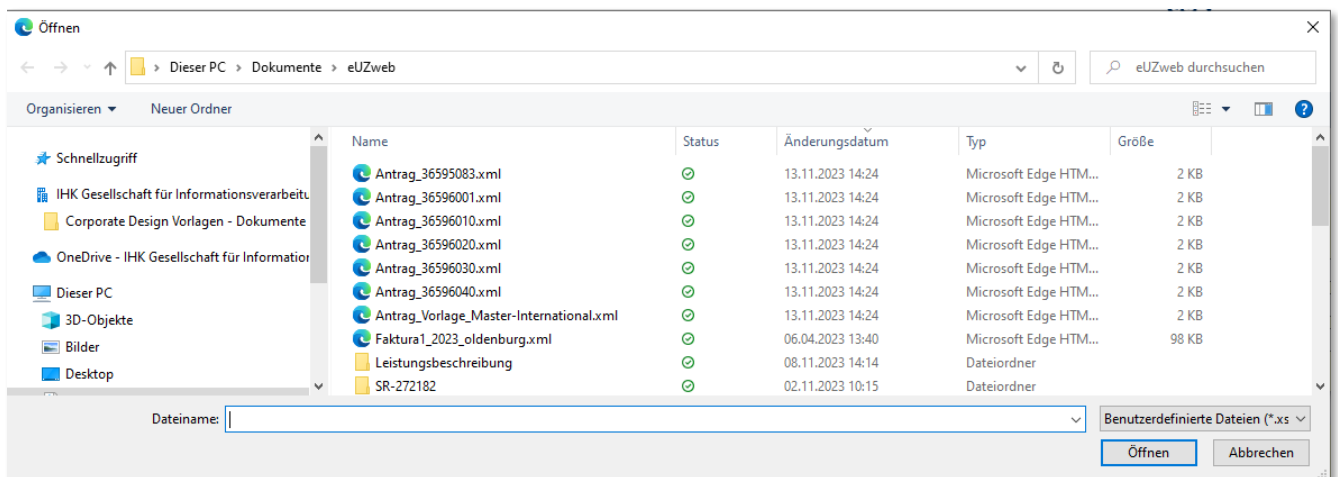 Öffnen
Dieser PC > Dokumente > eUZweb
eUZweb durchsuchen
Organisieren Neuer Ordner
?
Name Status Änderungsdatum Typ Größe
Schnellzugriff
IHK Gesellschaft für Informationsverarbeitu
Corporate Design Vorlagen - Dokumente
OneDrive - IHK Gesellschaft für Information
Dieser PC
3D-Objekte
Bilder
Desktop
Antrag_36595083.xml 13.11.2023 14:24 Microsoft Edge HTM... 2 KB
Antrag_36596001.xml 13.11.2023 14:24 Microsoft Edge HTM... 2 KB
Antrag_36596010.xml 13.11.2023 14:24 Microsoft Edge HTM... 2 KB
Antrag_36596020.xml 13.11.2023 14:24 Microsoft Edge HTM... 2 KB
Antrag_36596030.xml 13.11.2023 14:24 Microsoft Edge HTM... 2 KB
Antrag_36596040.xml 13.11.2023 14:24 Microsoft Edge HTM... 2 KB
Antrag_Vorlage_Master-International.xml 13.11.2023 14:24 Microsoft Edge HTM... 2 KB
Faktura1_2023_oldenburg.xml 06.04.2023 13:40 Microsoft Edge HTM... 98 KB
Leistungsbeschreibung 08.11.2023 14:14 Dateiordner
SR-272182 02.11.2023 10:15 Dateiordner
Dateiname:
Benutzerdefinierte Dateien (*.xs
Öffnen Abbrechen